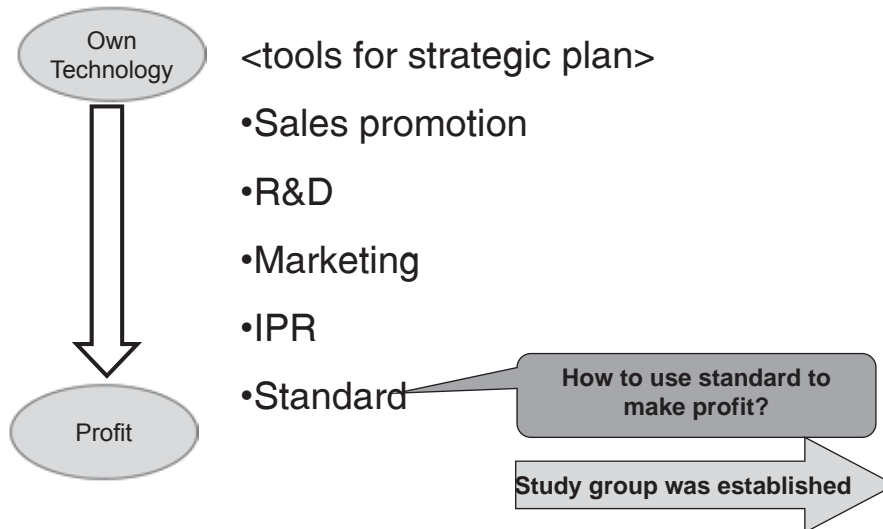 Own
Technology
<tools for strategic plan>
•Sales promotion
•R&D
•Marketing
•IPR
•Standard
Profit
How to use standard to
make profit?
Study group was established